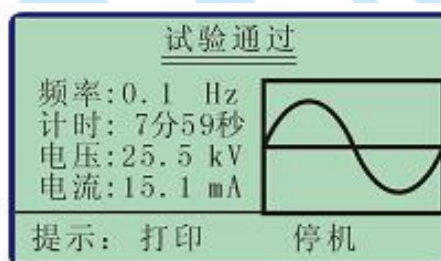 试验通过
频率:0.1 Hz
计时: 7分59秒
电压:25.5 kV
电流:15.1 mA
提示: 打印 停机